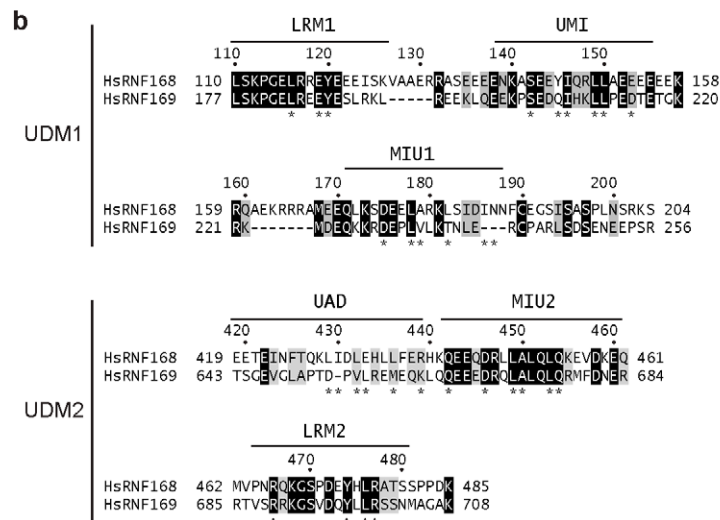 b
LRM1 UMI
110 120 130 140 150
HsRNF168 110 LSKPGELRREYEEEISKVAAERRASEEEENKASEEYIQRLLAEEEEEEK 158
HsRNF169 177 LSKPGELREEYESLRKL-----REEKLQEEKPSEDQIHKLLPEDTETGK 220
* ** * ** ** *
UDM1
MIU1
160 170 180 190 200
HsRNF168 159 RQAEKRRRAMEEQLKSDEELARKLSIDINNFCEGSISASPLNSRKS 204
HsRNF169 221 RK-------MDEQKKRDEPLVLKTNLE---RCPARLSDSENEEPSR 256
* ** * **
UAD MIU2
420 430 440 450 460
HsRNF168 419 EETEINFTQKLIDLEHLLFERHKQEEQDRLLALQLQKEVDKEQ 461
HsRNF169 643 TSGEVGLAPTD-PVLREMEQKLQQEEEDRQLALQLQRMFDNER 684
** ** * * * * ** **
UDM2
LRM2
470 480
HsRNF168 462 MVPNRQKGSPDEYHLRATSSPPDK 485
HsRNF169 685 RTVSRRKGSVDQYLLRSSNMAGAK 708
* * **